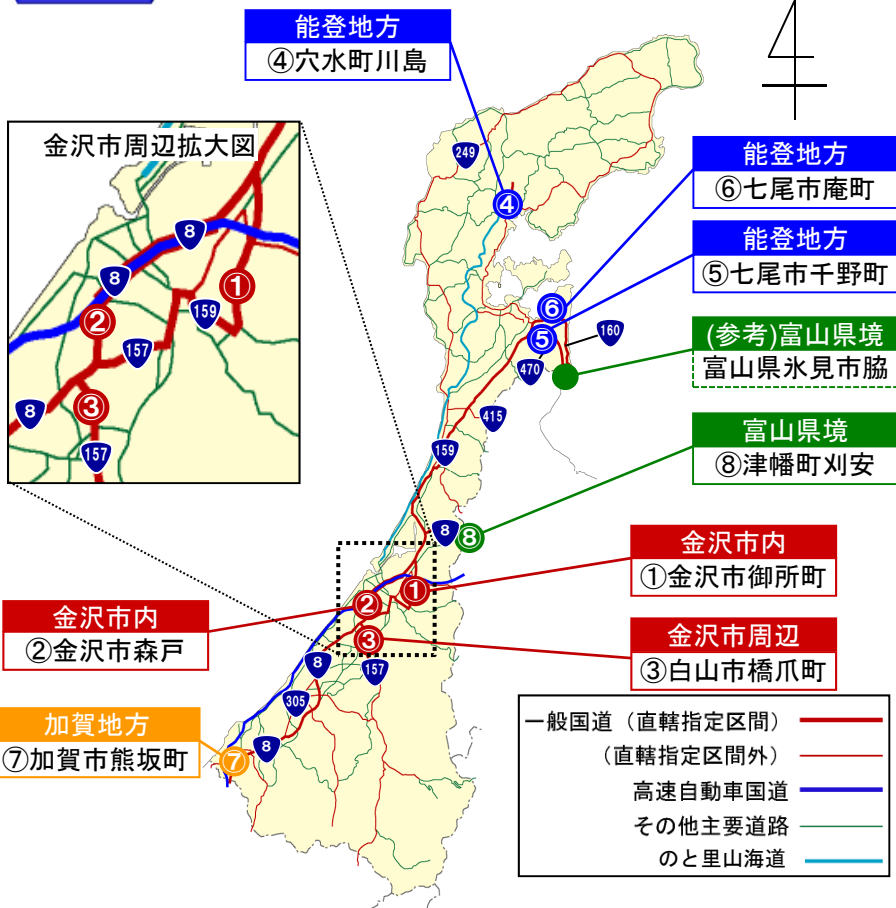 能登地方
④穴水町川島
金沢市周辺拡大図
8
8
①
②
159
157
8
③
157
249
④
能登地方
⑥七尾市庵町
能登地方
⑤七尾市千野町
⑥
⑤
160
470
(参考)富山県境
富山県氷見市脇
415
159
富山県境
⑧津幡町刈安
8
⑧
金沢市内
①金沢市御所町
①
②
金沢市内
②金沢市森戸
③
金沢市周辺
③白山市橋爪町
8
157
305
加賀地方
⑦加賀市熊坂町
8
⑦
一般国道（直轄指定区間）
（直轄指定区間外）
高速自動車国道
その他主要道路
のと里山海道